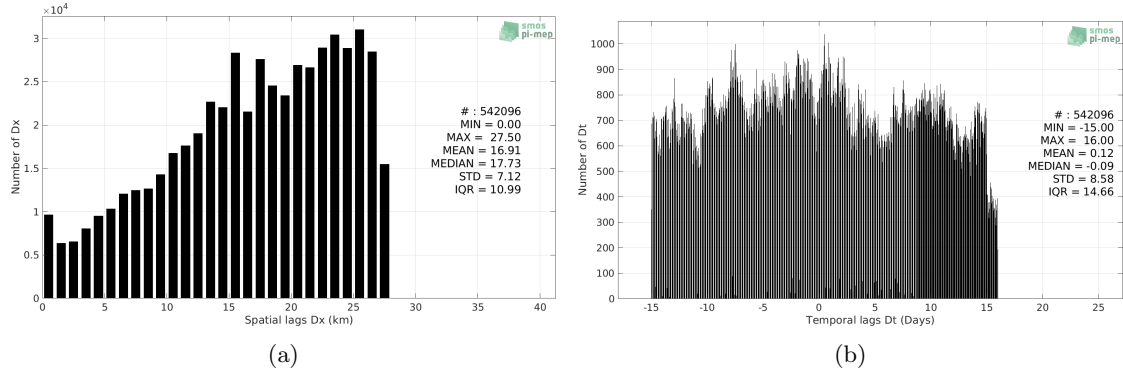 ×10⁴
3
2.5
2
1.5
1
0.5
0
Number of Dx
smos
pi-mep
# : 542096
MIN = 0.00
MAX = 27.50
MEAN = 16.91
MEDIAN = 17.73
STD = 7.12
IQR = 10.99
0 5 10 15 20 25 30 35 40
Spatial lags Dx (km)
(a)
1000
900
800
700
600
500
400
300
200
100
0
Number of Dt
smos
pi-mep
# : 542096
MIN = -15.00
MAX = 16.00
MEAN = 0.12
MEDIAN = -0.09
STD = 8.58
IQR = 14.66
-15 -10 -5 0 5 10 15 20 25
Temporal lags Dt (Days)
(b)